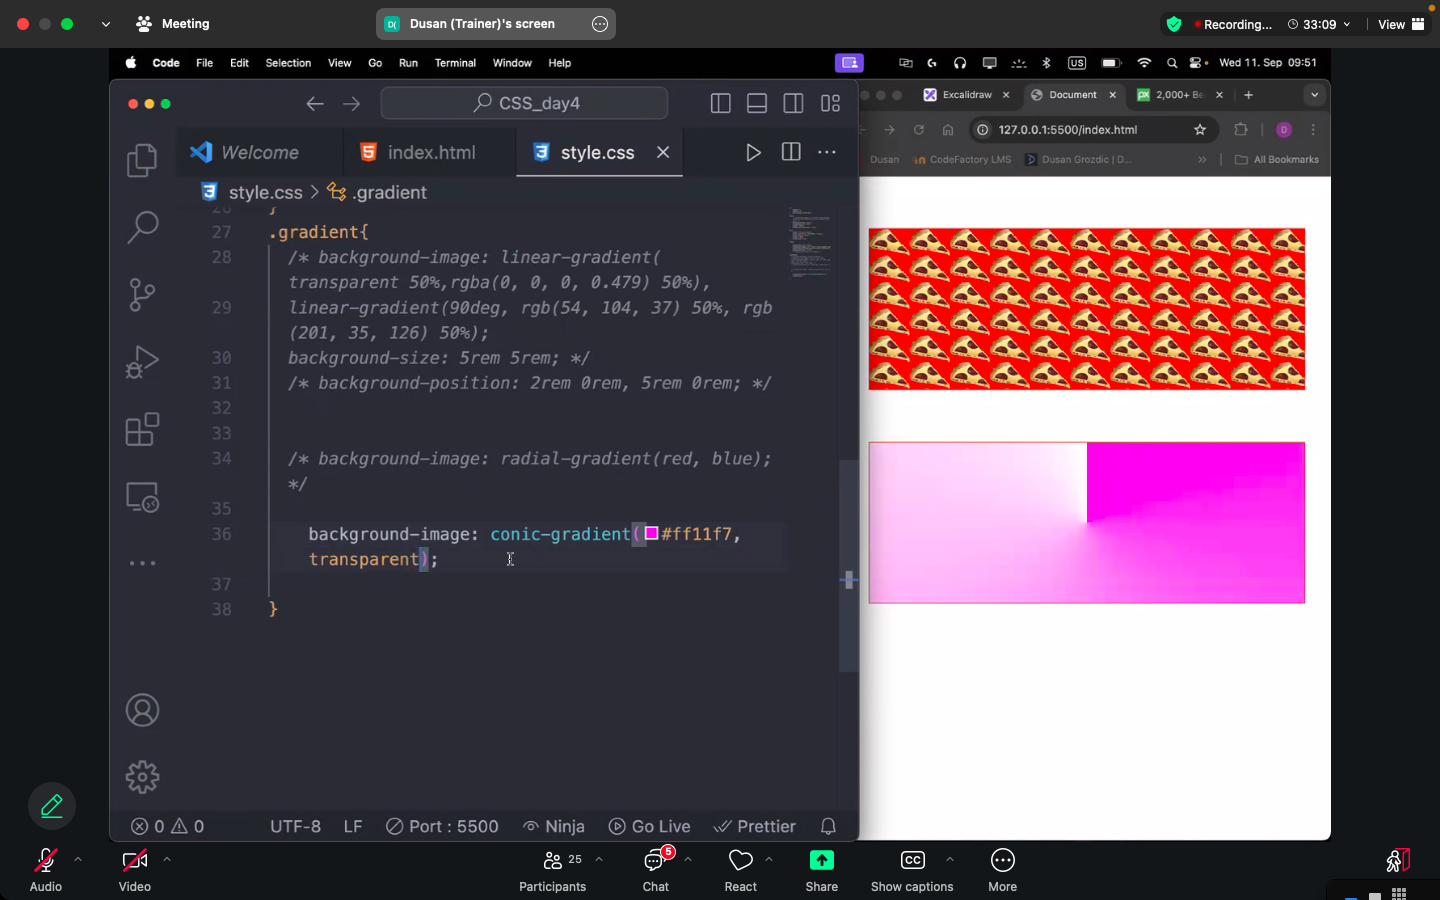 Meeting
D(
Dusan (Trainer)'s screen
Recording...
33:09
View
Code File Edit Selection View Go Run Terminal Window Help
US
Wed 11. Sep 09:51
CSS_day4
Excalidraw
Document
2,000+ Be
127.0.0.1:5500/index.html
D
Welcome
index.html
style.css
Dusan
CodeFactory LMS
Dusan Grozdic | D...
All Bookmarks
style.css > .gradient
26 }
27 .gradient{
28 /* background-image: linear-gradient(
transparent 50%,rgba(0, 0, 0, 0.479) 50%),
29 linear-gradient(90deg, rgb(54, 104, 37) 50%, rgb
(201, 35, 126) 50%);
30 background-size: 5rem 5rem; */
31 /* background-position: 2rem 0rem, 5rem 0rem; */
32
33
34 /* background-image: radial-gradient(red, blue);
*/
35
36 background-image: conic-gradient(#ff11f7,
transparent);
37
38 }
0 0 UTF-8 LF Port : 5500 Ninja Go Live Prettier
Audio
Video
25
Participants
5
Chat
React
Share
CC
Show captions
More